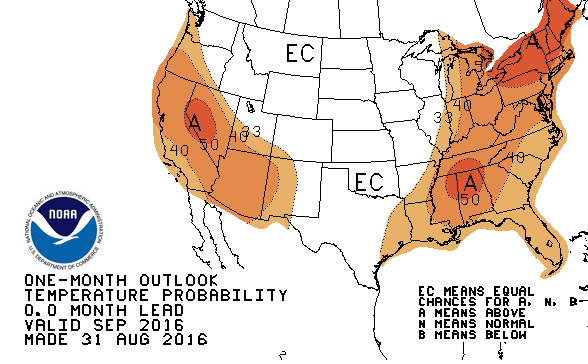 EC
A
A
50
40
40
33
40
33
40
EC
A
50
NATIONAL OCEANIC AND ATMOSPHERIC ADMINISTRATION
NOAA
U.S. DEPARTMENT OF COMMERCE
ONE-MONTH OUTLOOK
TEMPERATURE PROBABILITY
0.0 MONTH LEAD
VALID SEP 2016
MADE 31 AUG 2016
EC MEANS EQUAL
CHANCES FOR A, N, B
A MEANS ABOVE
N MEANS NORMAL
B MEANS BELOW